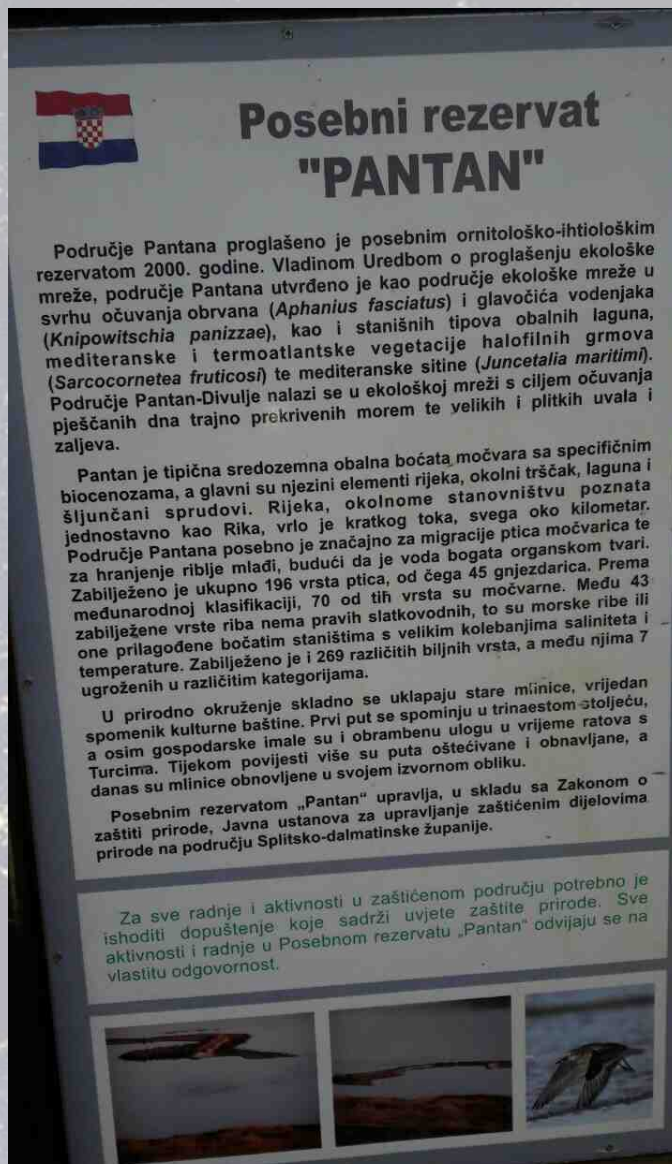 Posebni rezervat
"PANTAN"
Područje Pantana proglašeno je posebnim ornitološko-ihtiološkim
rezervatom 2000. godine. Vladinom Uredbom o proglašenju ekološke
mreže, područje Pantana utvrđeno je kao područje ekološke mreže u
svrhu očuvanja obrvana (Aphanius fasciatus) i glavočića vodenjaka
(Knipowitschia panizzae), kao i stanišnih tipova obalnih laguna,
mediteranske i termoatlantske vegetacije halofilnih grmova
(Sarcocornetea fruticosi) te mediteranske sitine (Juncetalia maritimi).
Područje Pantan-Divulje nalazi se u ekološkoj mreži s ciljem očuvanja
pješčanih dna trajno prekrivenih morem te velikih i plitkih uvala i
zaljeva.
Pantan je tipična sredozemna obalna boćata močvara sa specifičnim
biocenozama, a glavni su njezini elementi rijeka, okolni trščak, laguna i
šljunčani sprudovi. Rijeka, okolnome stanovništvu poznata
jednostavno kao Rika, vrlo je kratkog toka, svega oko kilometar.
Područje Pantana posebno je značajno za migracije ptica močvarica te
za hranjenje riblje mlađi, budući da je voda bogata organskom tvari.
Zabilježeno je ukupno 196 vrsta ptica, od čega 45 gnjezdarica. Prema
međunarodnoj klasifikaciji, 70 od tih vrsta su močvarne. Među 43
zabilježene vrste riba nema pravih slatkovodnih, to su morske ribe ili
one prilagođene bočatim staništima s velikim kolebanjima saliniteta i
temperature. Zabilježeno je i 269 različitih biljnih vrsta, a među njima 7
ugroženih u različitim kategorijama.
U prirodno okruženje skladno se uklapaju stare mlinice, vrijedan
spomenik kulturne baštine. Prvi put se spominju u trinaestom stoljeću,
a osim gospodarske imale su i obrambenu ulogu u vrijeme ratova s
Turcima. Tijekom povijesti više su puta oštećivane i obnavljane, a
danas su mlinice obnovljene u svojem izvornom obliku.
Posebnim rezervatom „Pantan“ upravlja, u skladu sa Zakonom o
zaštiti prirode, Javna ustanova za upravljanje zaštićenim dijelovima
prirode na području Splitsko-dalmatinske županije.
Za sve radnje i aktivnosti u zaštićenom području potrebno je
ishoditi dopuštenje koje sadrži uvjete zaštite prirode. Sve
aktivnosti i radnje u Posebnom rezervatu „Pantan“ odvijaju se na
vlastitu odgovornost.